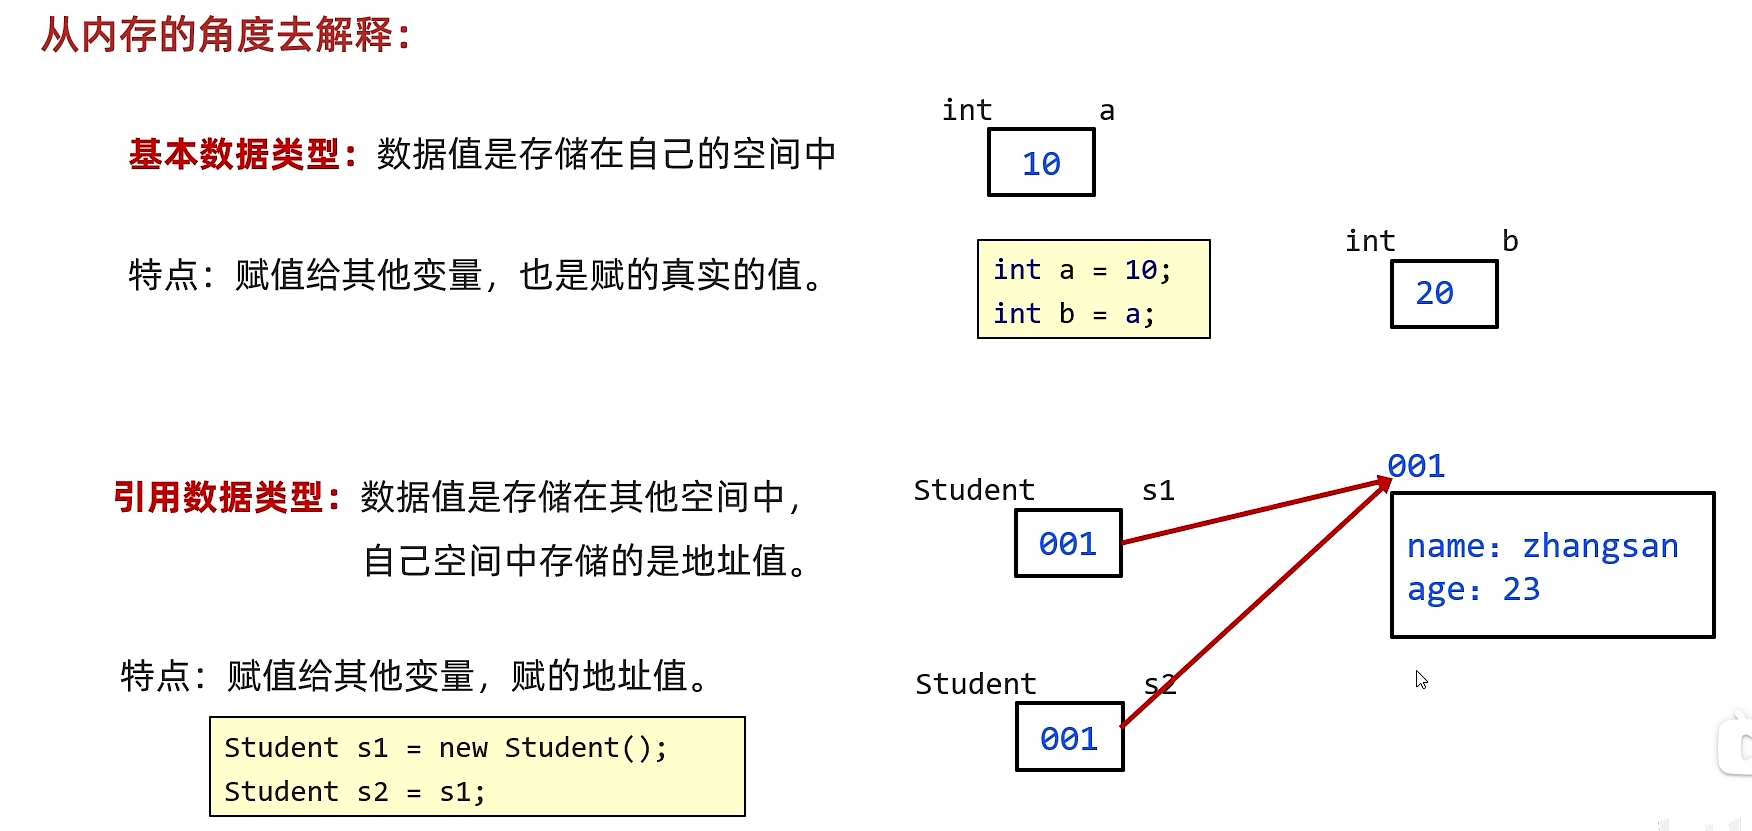 从内存的角度去解释：
基本数据类型：数据值是存储在自己的空间中
特点：赋值给其他变量，也是赋的真实的值。
int a
10
int a = 10;
int b = a;
int b
20
引用数据类型：数据值是存储在其他空间中，
自己空间中存储的是地址值。
特点：赋值给其他变量，赋的地址值。
Student s1 = new Student();
Student s2 = s1;
Student s1
001
Student s2
001
001
name：zhangsan
age：23